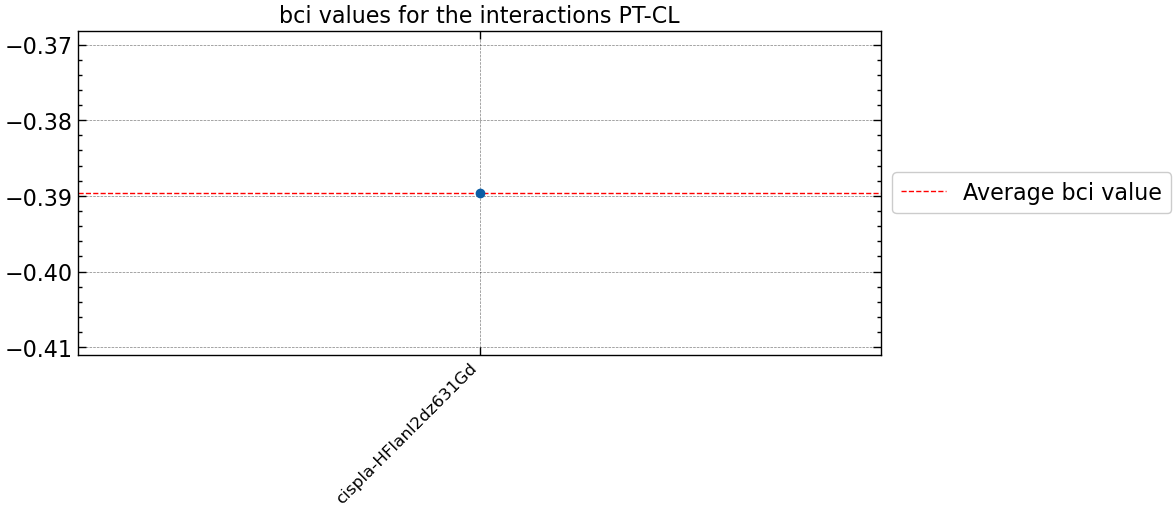 bci values for the interactions PT-CL
−0.37
−0.38
−0.39
−0.40
−0.41
Average bci value
cispla-HFlanl2dz631Gd